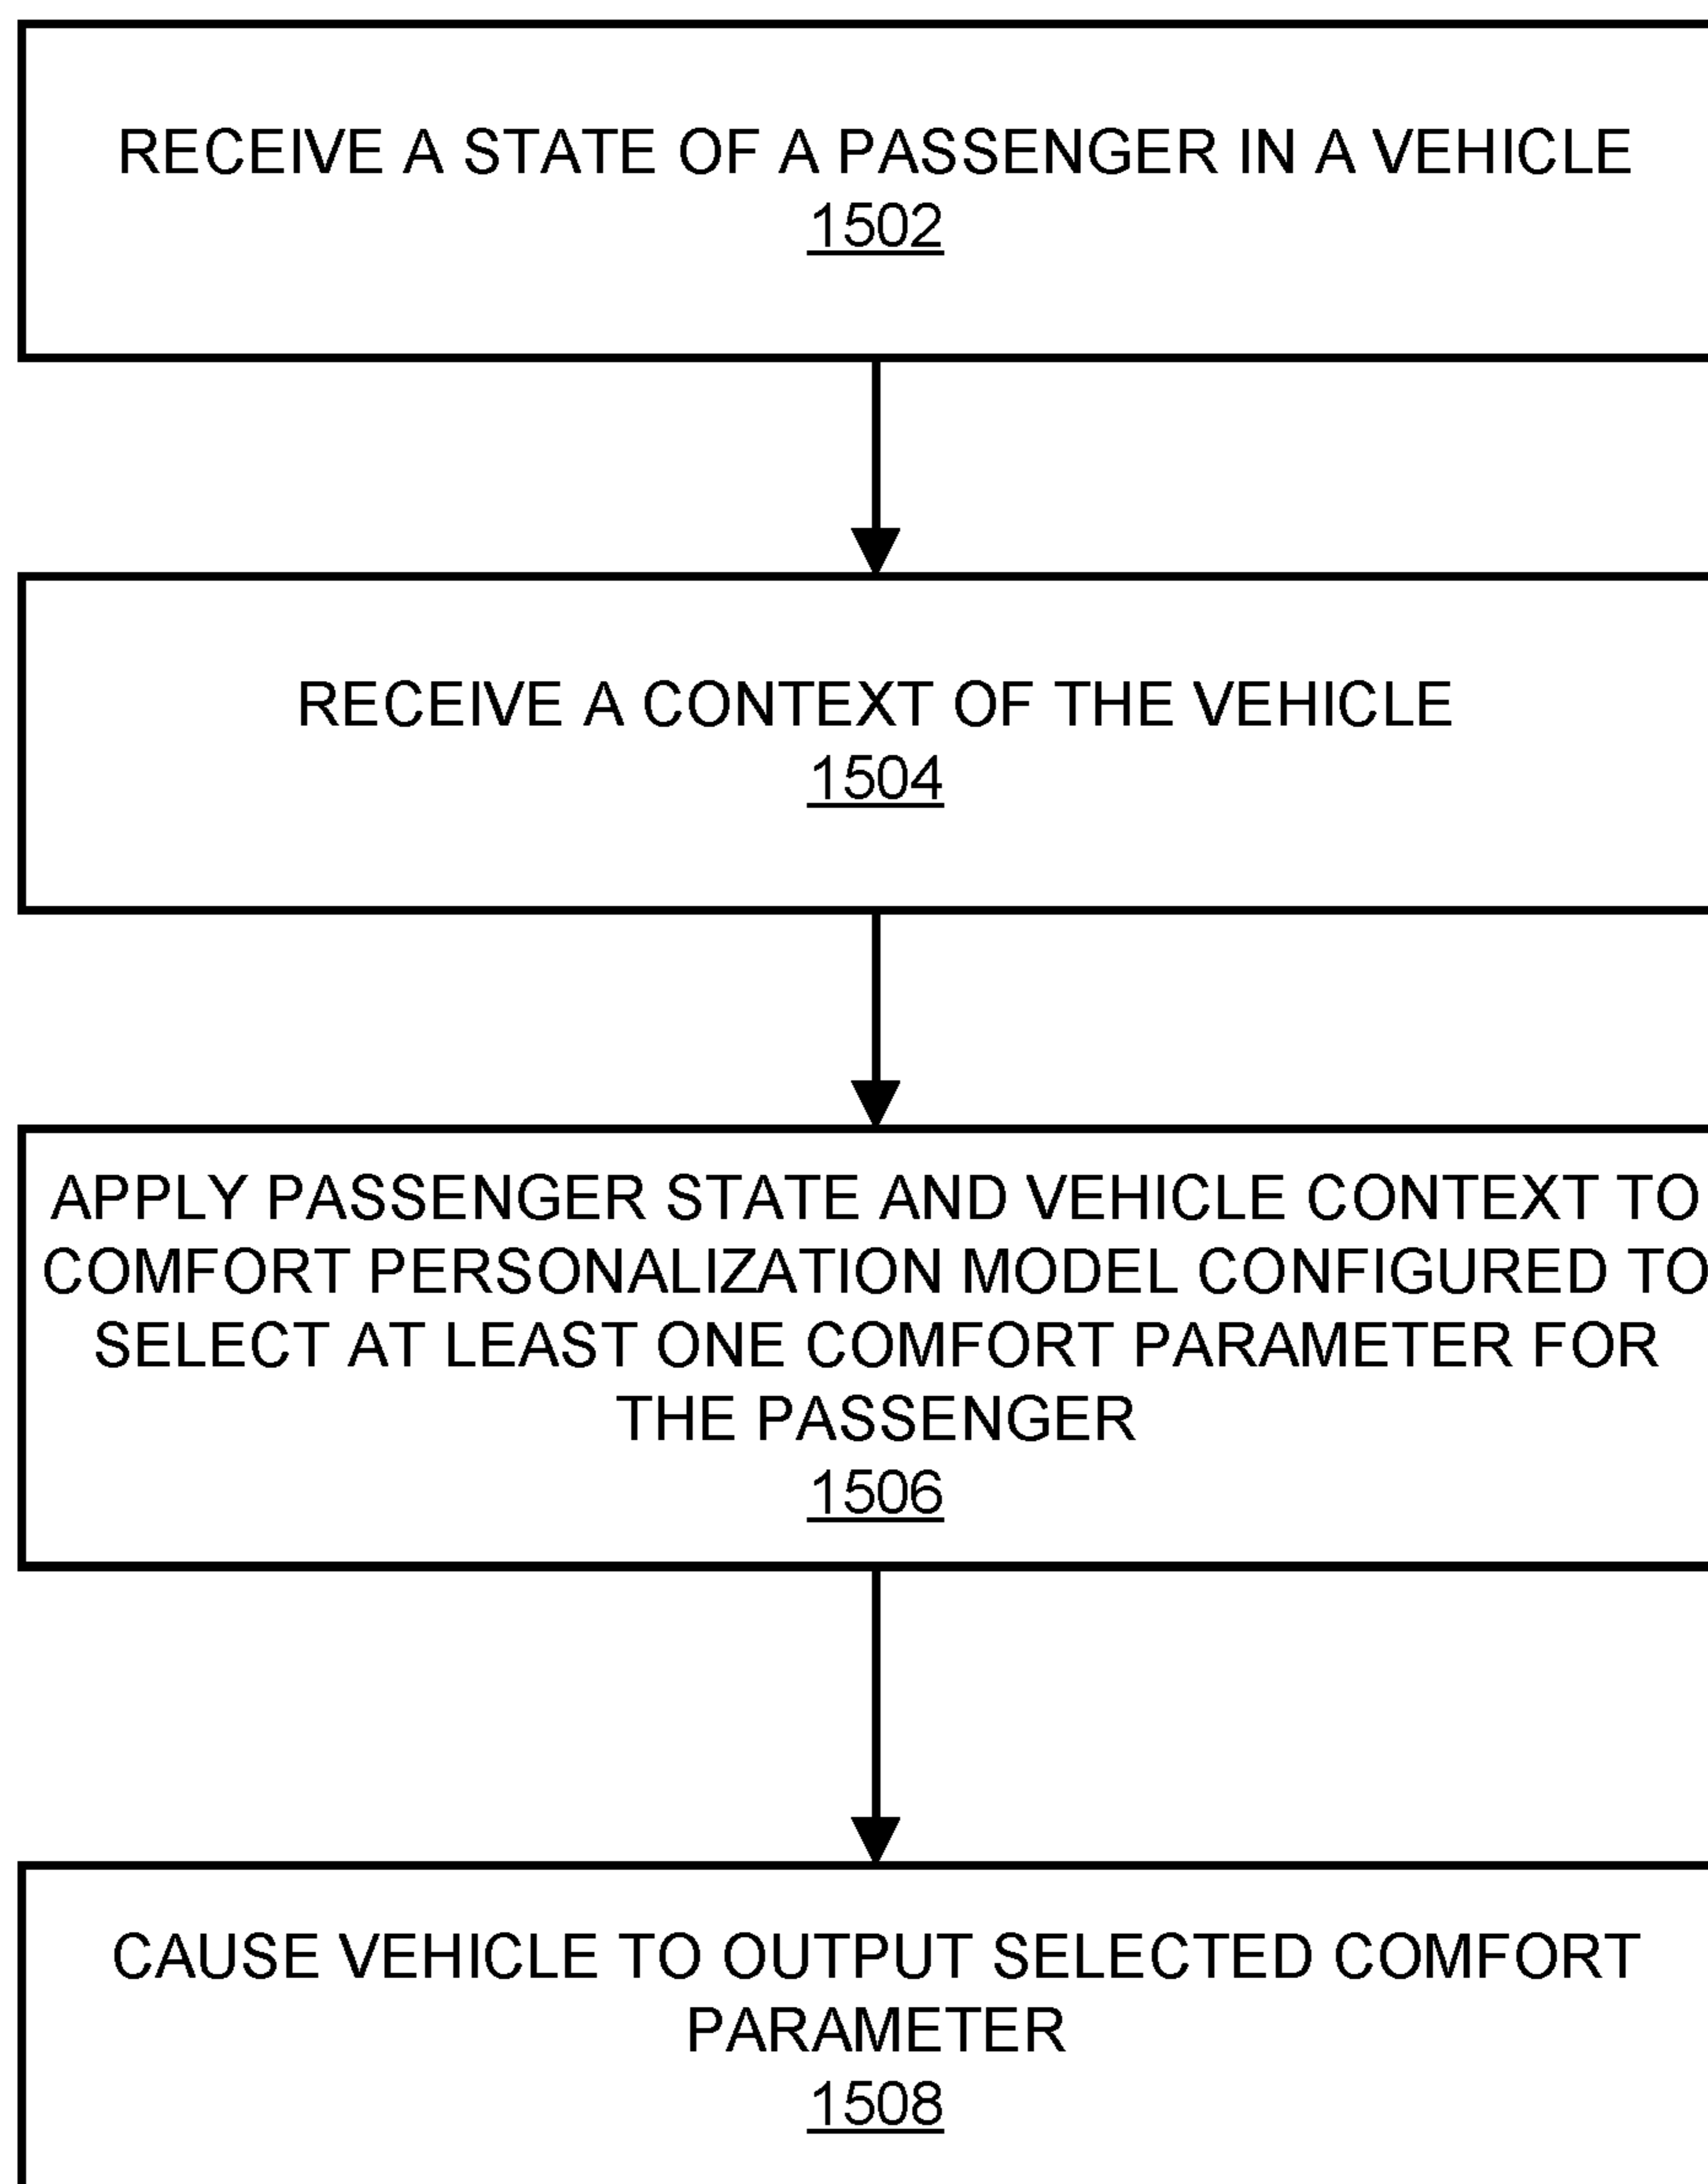 RECEIVE A STATE OF A PASSENGER IN A VEHICLE
1502
RECEIVE A CONTEXT OF THE VEHICLE
1504
APPLY PASSENGER STATE AND VEHICLE CONTEXT TO
COMFORT PERSONALIZATION MODEL CONFIGURED TO
SELECT AT LEAST ONE COMFORT PARAMETER FOR
THE PASSENGER
1506
CAUSE VEHICLE TO OUTPUT SELECTED COMFORT
PARAMETER
1508